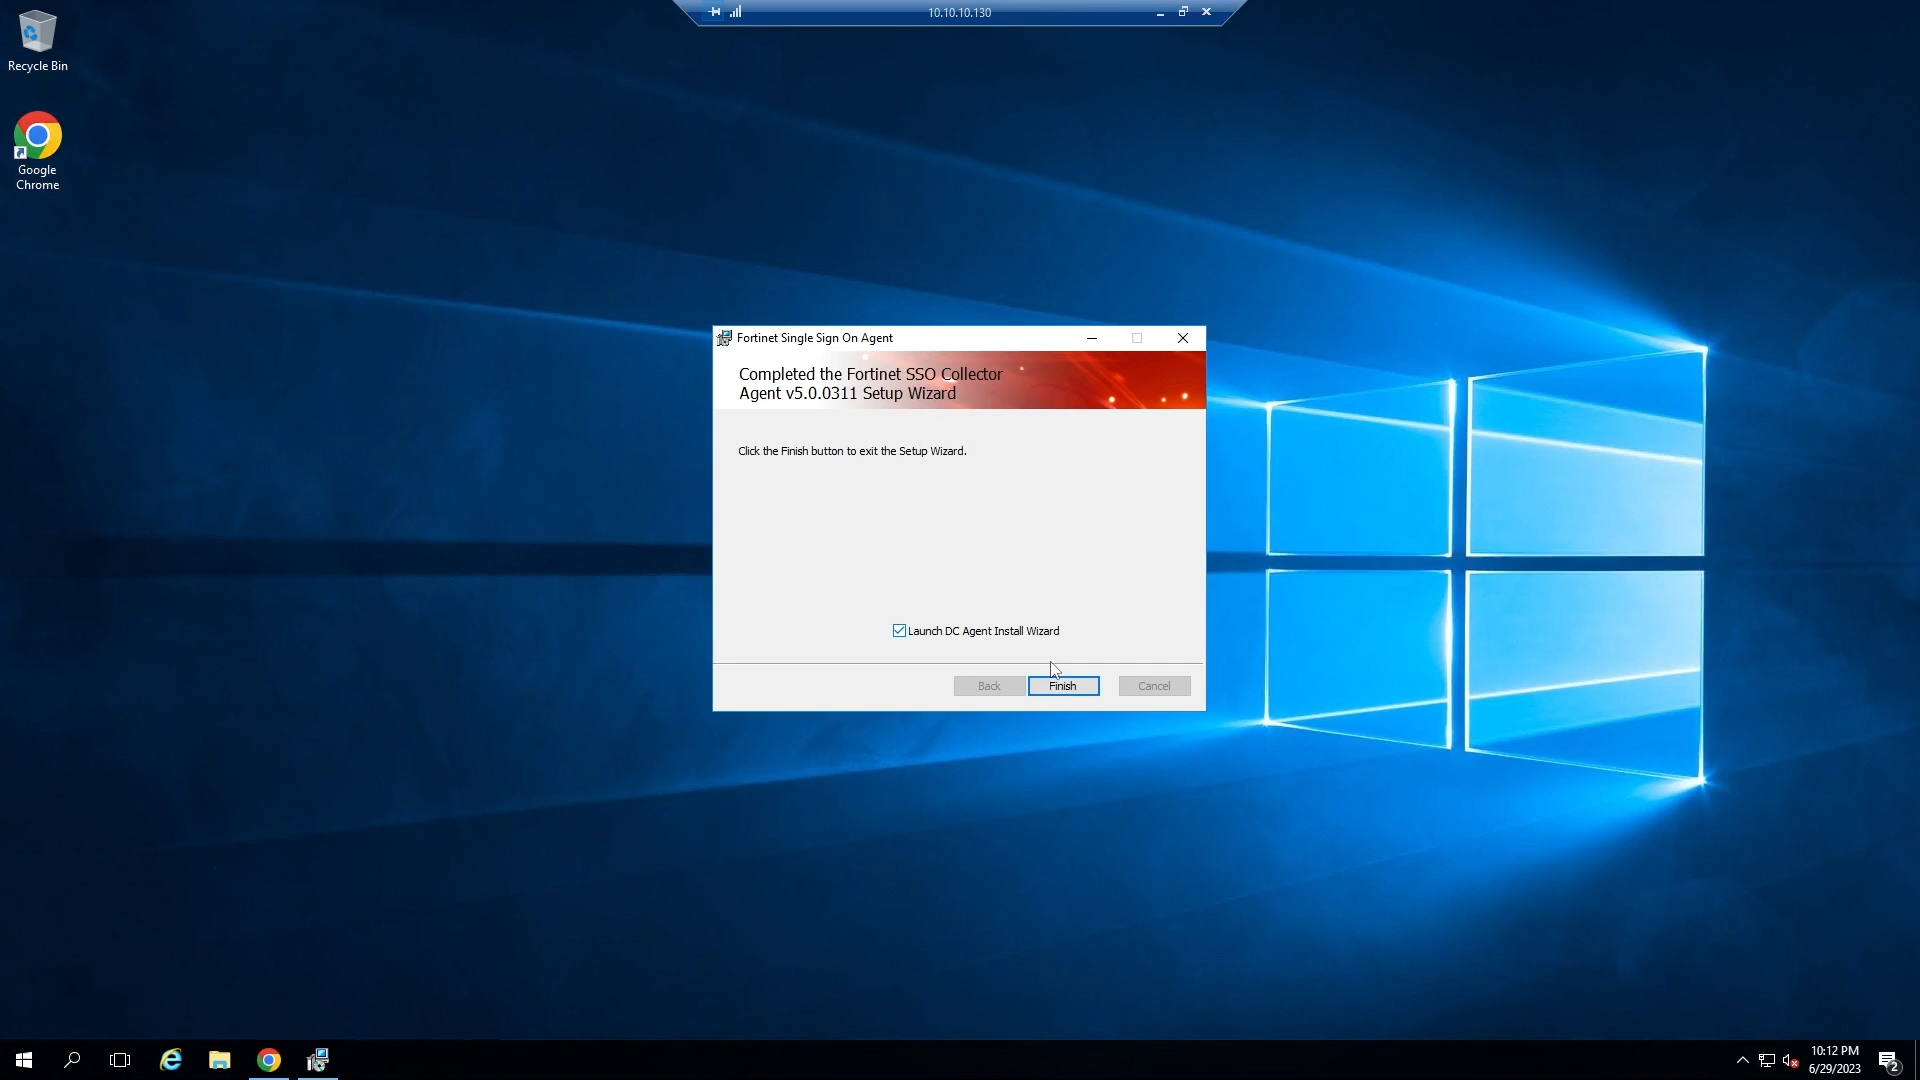 10.10.10.130
Recycle Bin
Google
Chrome
Fortinet Single Sign On Agent
Completed the Fortinet SSO Collector
Agent v5.0.0311 Setup Wizard
Click the Finish button to exit the Setup Wizard.
Launch DC Agent Install Wizard
Back
Finish
Cancel
10:12 PM
6/29/2023
2